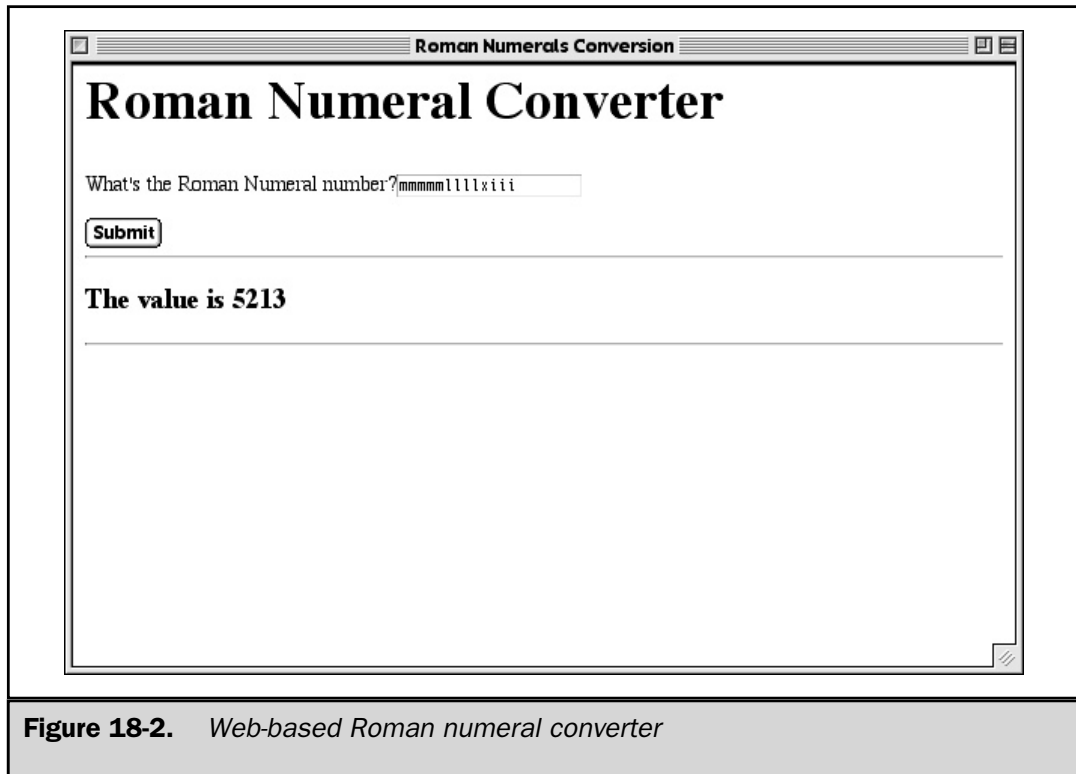 Roman Numerals Conversion
Roman Numeral Converter
What's the Roman Numeral number?mmmmmllllxiii
Submit
The value is 5213
Figure 18-2. Web-based Roman numeral converter